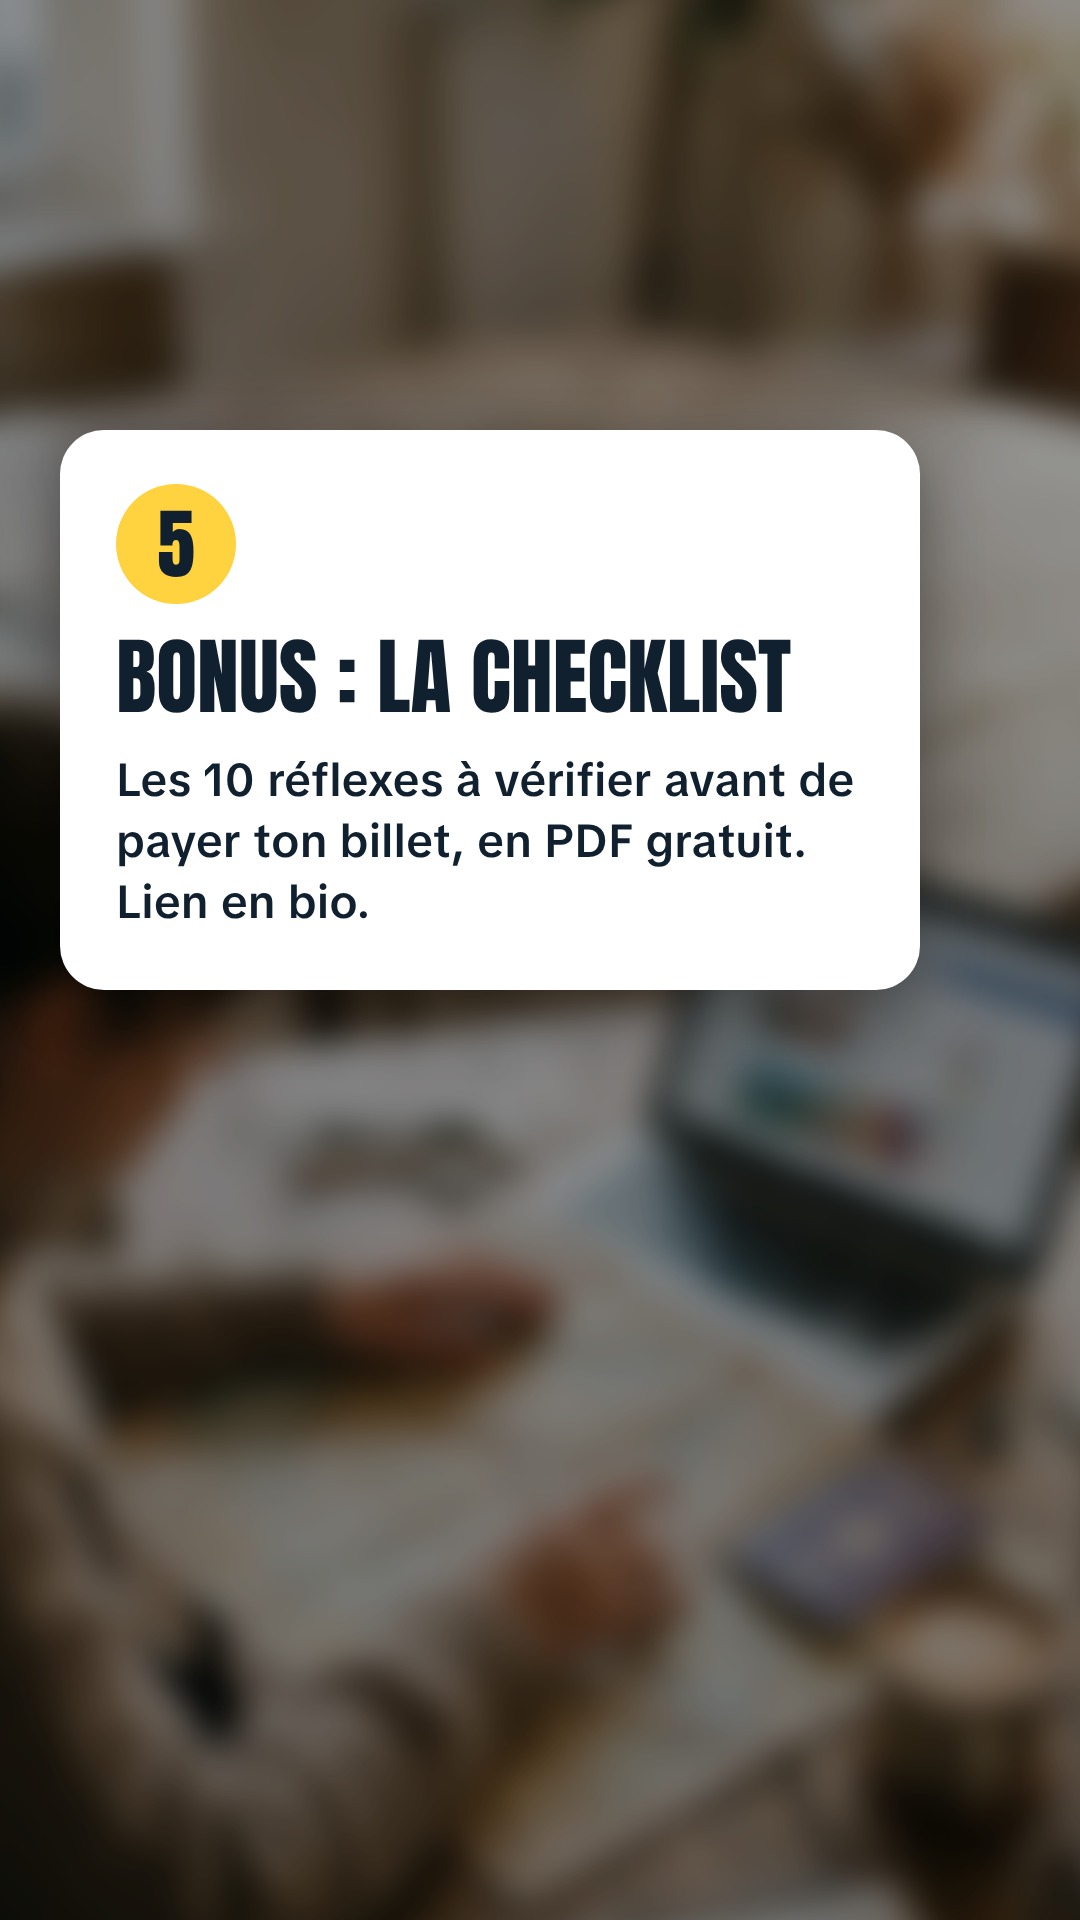 5
BONUS : LA CHECKLIST
Les 10 réflexes à vérifier avant de
payer ton billet, en PDF gratuit.
Lien en bio.